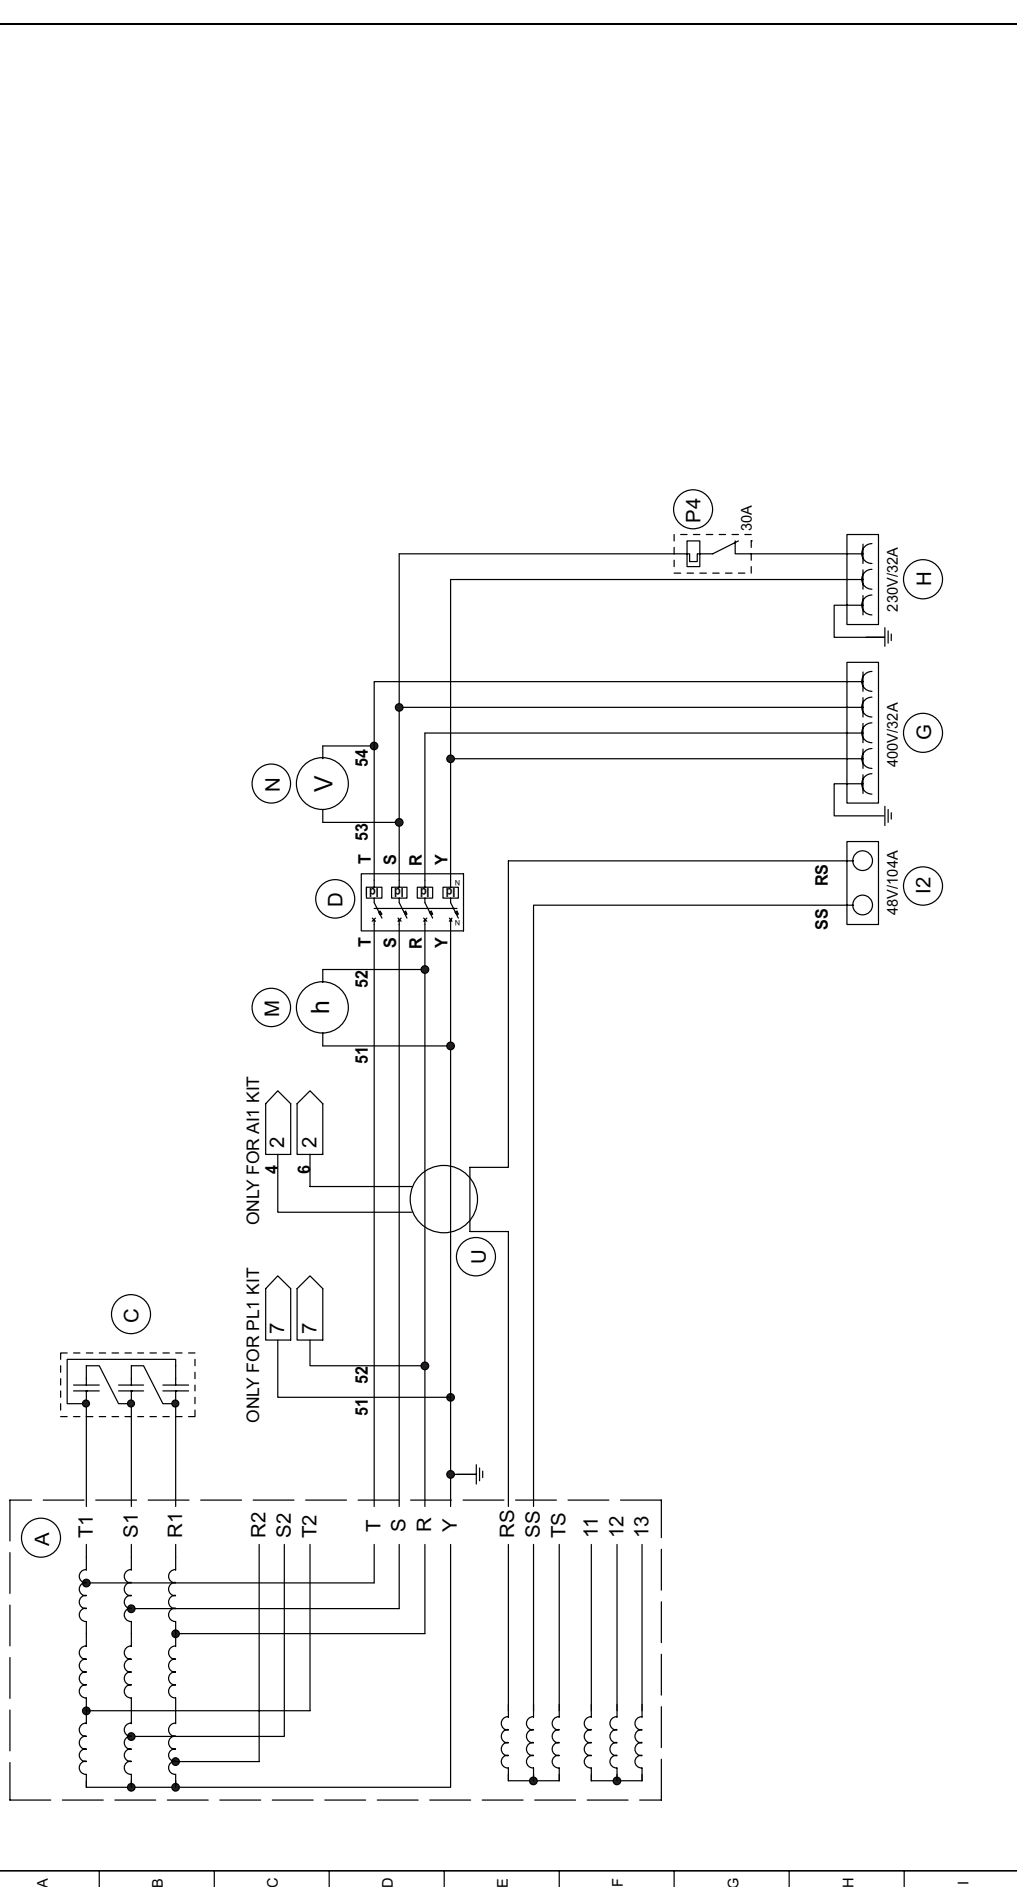 P4
30A
230V/32A
H
N
V
54
53
400V/32A
G
T
S
R
Y
D
N
N
T
S
R
Y
RS
SS
48V/104A
I2
M
h
52
51
ONLY FOR AI1 KIT
2
2
4
6
U
C
ONLY FOR PL1 KIT
7
7
52
51
A
T1
S1
R1
R2
S2
T2
T
S
R
Y
RS
SS
TS
11
12
13
A
B
C
D
E
F
G
H
I